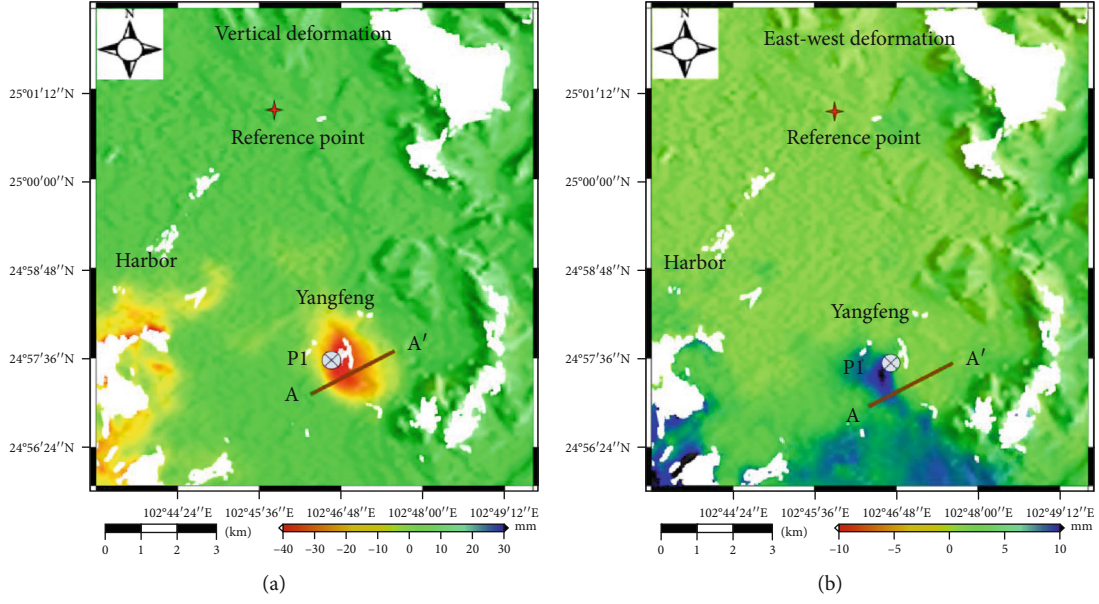 Vertical deformation
25°01′12′′N
Reference point
25°00′00′′N
24°58′48′′N
Harbor
Yangfeng
24°57′36′′N
P1
A′
A
24°56′24′′N
102°44′24′′E 102°45′36′′E 102°46′48′′E 102°48′00′′E 102°49′12′′E
(km)
0 1 2 3
mm
−40 −30 −20 −10 0 10 20 30
(a)
East-west deformation
25°01′12′′N
Reference point
25°00′00′′N
24°58′48′′N
Harbor
Yangfeng
24°57′36′′N
P1
A′
A
24°56′24′′N
102°44′24′′E 102°45′36′′E 102°46′48′′E 102°48′00′′E 102°49′12′′E
(km)
0 1 2 3
mm
−10 −5 0 5 10
(b)